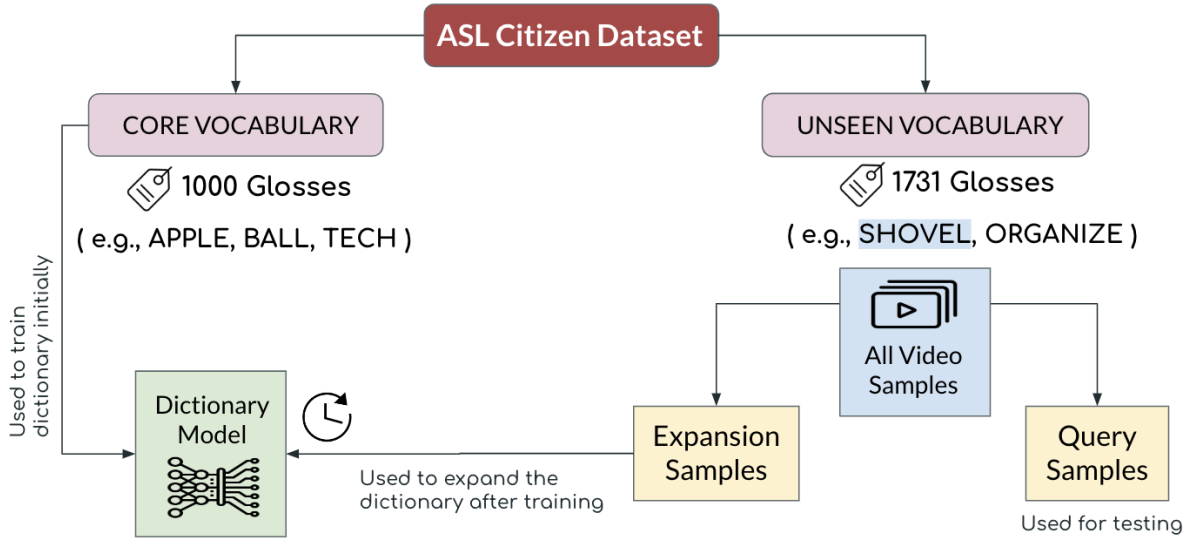 ASL Citizen Dataset
CORE VOCABULARY
UNSEEN VOCABULARY
1000 Glosses
1731 Glosses
( e.g., APPLE, BALL, TECH )
( e.g., SHOVEL, ORGANIZE )
Used to train
dictionary initially
All Video
Samples
Dictionary
Model
Expansion
Samples
Query
Samples
Used to expand the
dictionary after training
Used for testing